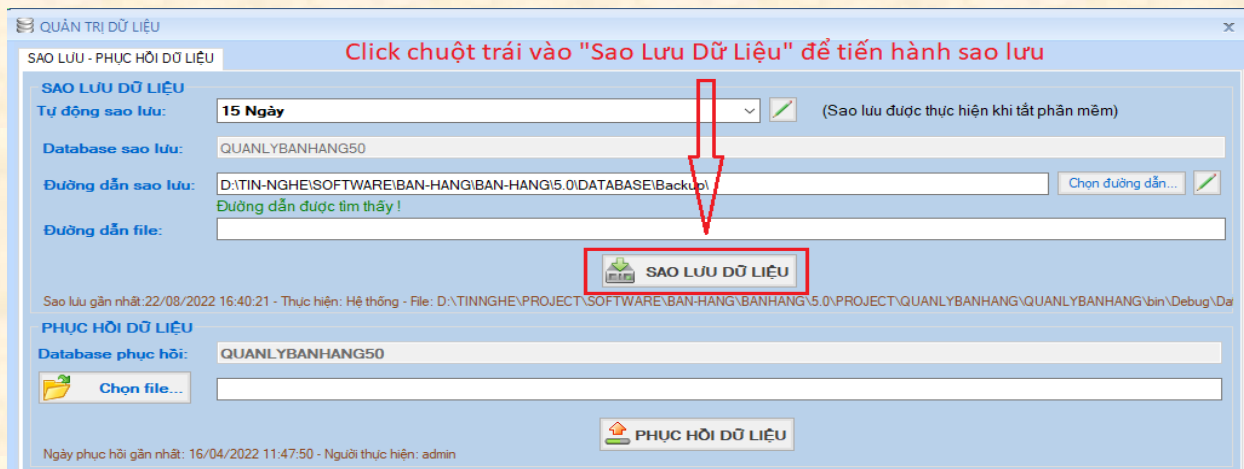 QUẢN TRỊ DỮ LIỆU
x
SAO LƯU - PHỤC HỒI DỮ LIỆU
Click chuột trái vào "Sao Lưu Dữ Liệu" để tiến hành sao lưu
SAO LƯU DỮ LIỆU
Tự động sao lưu: 15 Ngày (Sao lưu được thực hiện khi tắt phần mềm)
Database sao lưu: QUANLYBANHANG50
Đường dẫn sao lưu: D:\TIN-NGHE\SOFTWARE\BAN-HANG\BAN-HANG\5.0\DATABASE\Backup\ Chọn đường dẫn...
Đường dẫn được tìm thấy !
Đường dẫn file:
SAO LƯU DỮ LIỆU
Sao lưu gần nhất:22/08/2022 16:40:21 - Thực hiện: Hệ thống - File: D:\TINNGHE\PROJECT\SOFTWARE\BAN-HANG\BANHANG\5.0\PROJECT\QUANLYBANHANG\QUANLYBANHANG\bin\Debug\Dat
PHỤC HỒI DỮ LIỆU
Database phục hồi: QUANLYBANHANG50
Chọn file...
PHỤC HỒI DỮ LIỆU
Ngày phục hồi gần nhất: 16/04/2022 11:47:50 - Người thực hiện: admin